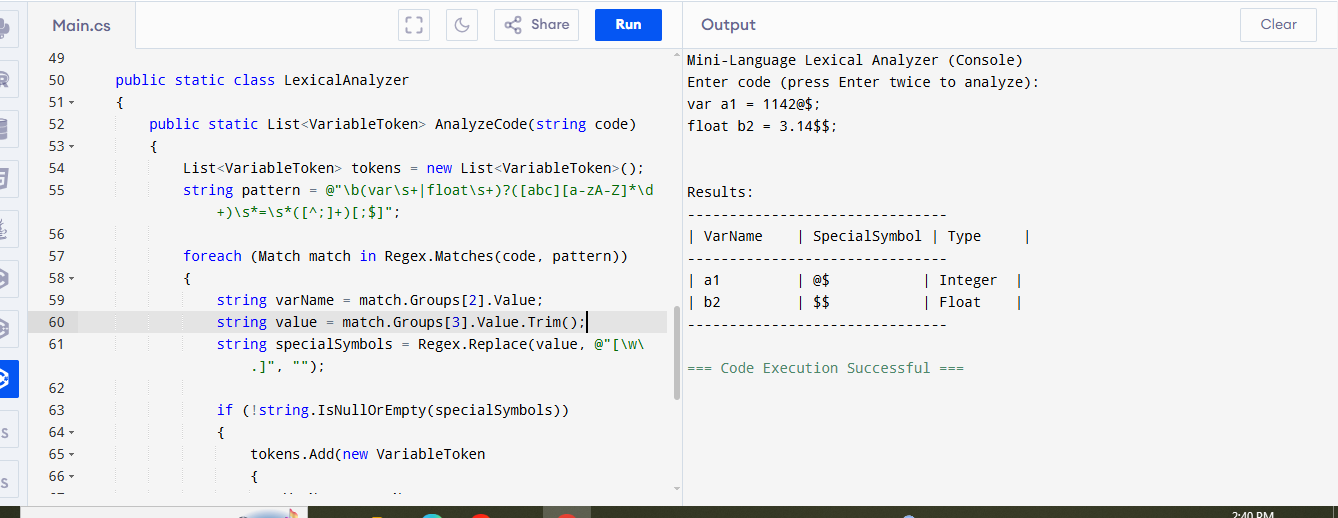 Main.cs
Share
Run
Output
Clear
49
50 public static class LexicalAnalyzer
51 {
52 public static List<VariableToken> AnalyzeCode(string code)
53 {
54 List<VariableToken> tokens = new List<VariableToken>();
55 string pattern = @"\b(var\s+|float\s+)?([abc][a-zA-Z]*\d
+)\s*=\s*([^;]+)[;$]";
56
57 foreach (Match match in Regex.Matches(code, pattern))
58 {
59 string varName = match.Groups[2].Value;
60 string value = match.Groups[3].Value.Trim();
61 string specialSymbols = Regex.Replace(value, @"[\w\
.]", "");
62
63 if (!string.IsNullOrEmpty(specialSymbols))
64 {
65 tokens.Add(new VariableToken
66 {
Mini-Language Lexical Analyzer (Console)
Enter code (press Enter twice to analyze):
var a1 = 1142@$;
float b2 = 3.14$$;
Results:
-------------------------------
| VarName | SpecialSymbol | Type |
-------------------------------
| a1 | @$ | Integer |
| b2 | $$ | Float |
-------------------------------
=== Code Execution Successful ===
2:40 PM